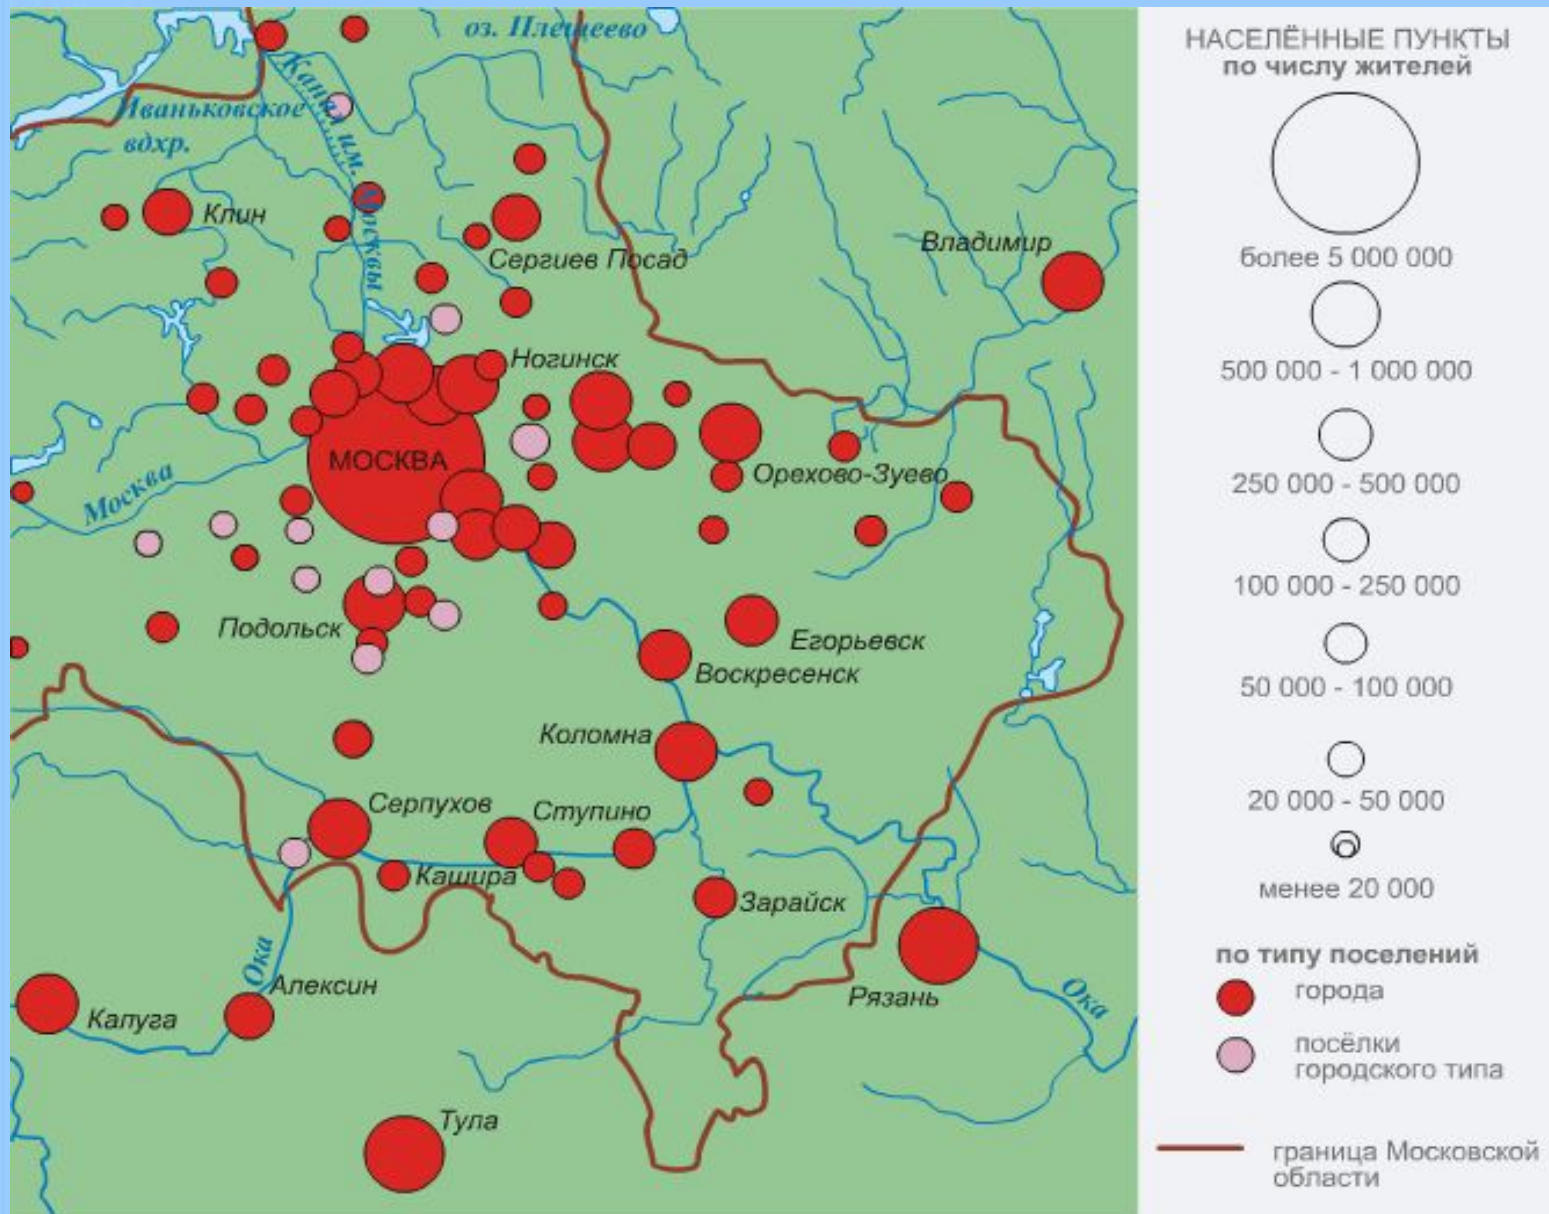 оз. Плещеево
Канал им. Москвы
Иваньковское
вдхр.
Клин
Сергиев Посад
Владимир
Ногинск
МОСКВА
Москва
Орехово-Зуево
Подольск
Егорьевск
Воскресенск
Коломна
Серпухов
Ступино
Кашира
Зарайск
Ока
Алексин
Калуга
Рязань
Ока
Тула
НАСЕЛЁННЫЕ ПУНКТЫ
по числу жителей
более 5 000 000
500 000 - 1 000 000
250 000 - 500 000
100 000 - 250 000
50 000 - 100 000
20 000 - 50 000
менее 20 000
по типу поселений
города
посёлки
городского типа
граница Московской
области